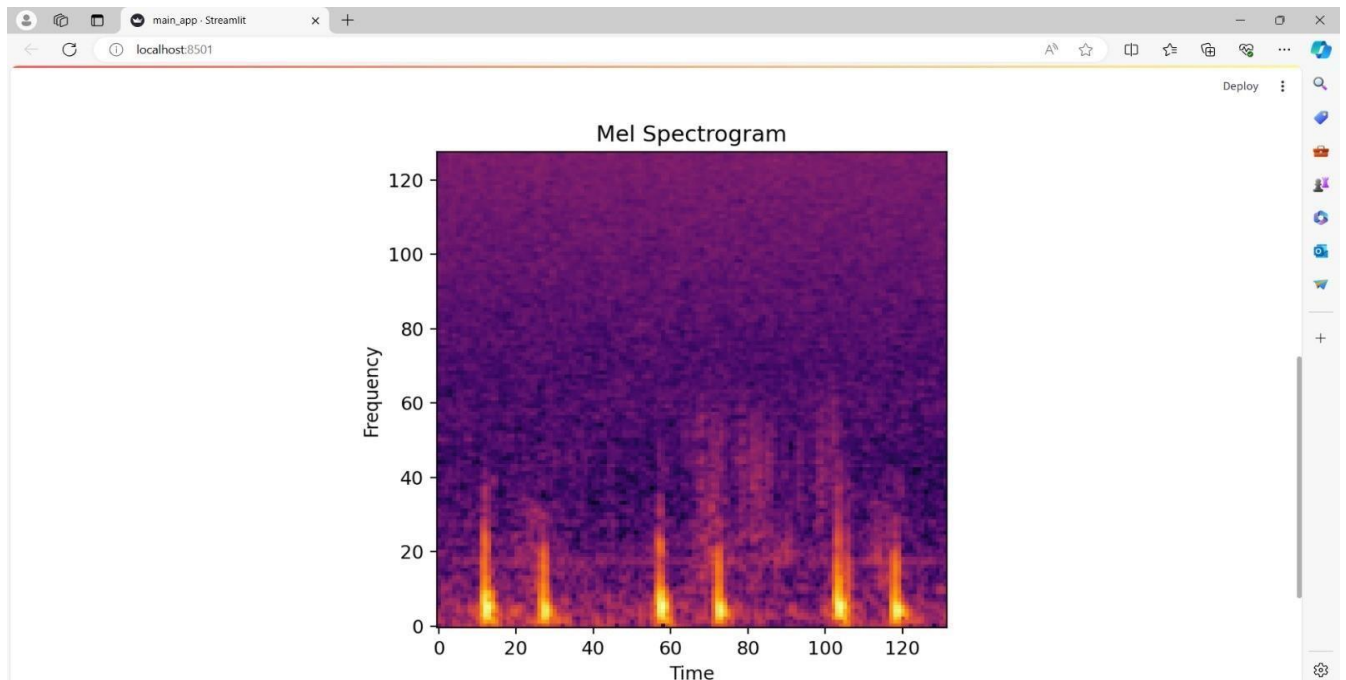 main_app · Streamlit
localhost:8501
Deploy
Mel Spectrogram
120
100
80
60
40
20
0
Frequency
0 20 40 60 80 100 120
Time